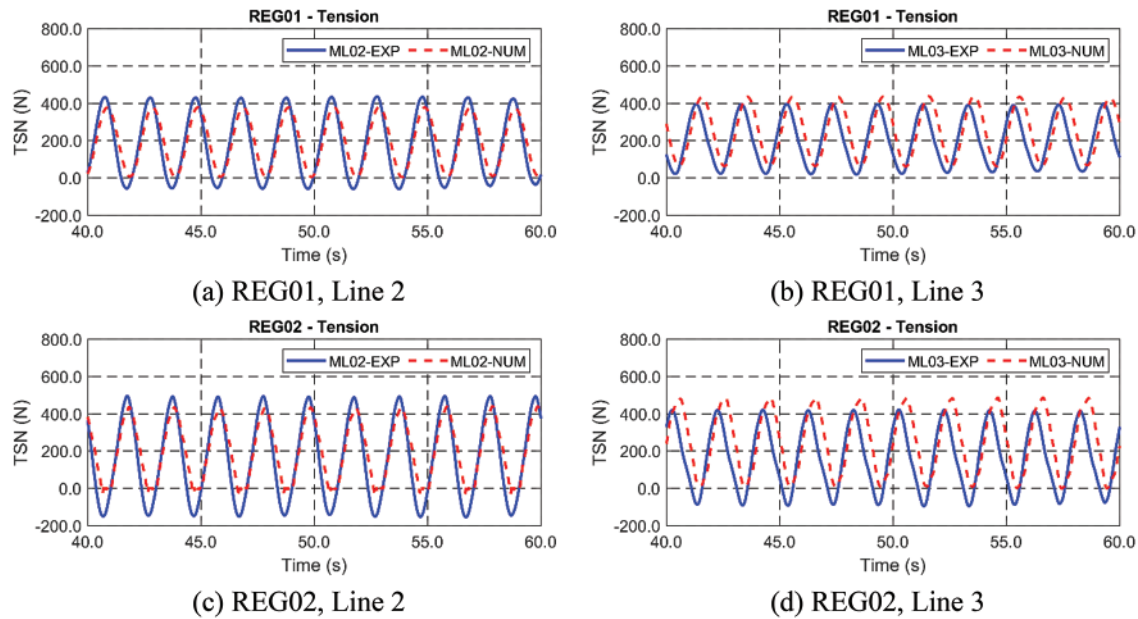 REG01 - Tension
ML02-EXP ML02-NUM
800.0
600.0
400.0
200.0
0.0
-200.0
TSN (N)
40.0 45.0 50.0 55.0 60.0
Time (s)
(a) REG01, Line 2
REG01 - Tension
ML03-EXP ML03-NUM
800.0
600.0
400.0
200.0
0.0
-200.0
TSN (N)
40.0 45.0 50.0 55.0 60.0
Time (s)
(b) REG01, Line 3
REG02 - Tension
ML02-EXP ML02-NUM
800.0
600.0
400.0
200.0
0.0
-200.0
TSN (N)
40.0 45.0 50.0 55.0 60.0
Time (s)
(c) REG02, Line 2
REG02 - Tension
ML03-EXP ML03-NUM
800.0
600.0
400.0
200.0
0.0
-200.0
TSN (N)
40.0 45.0 50.0 55.0 60.0
Time (s)
(d) REG02, Line 3